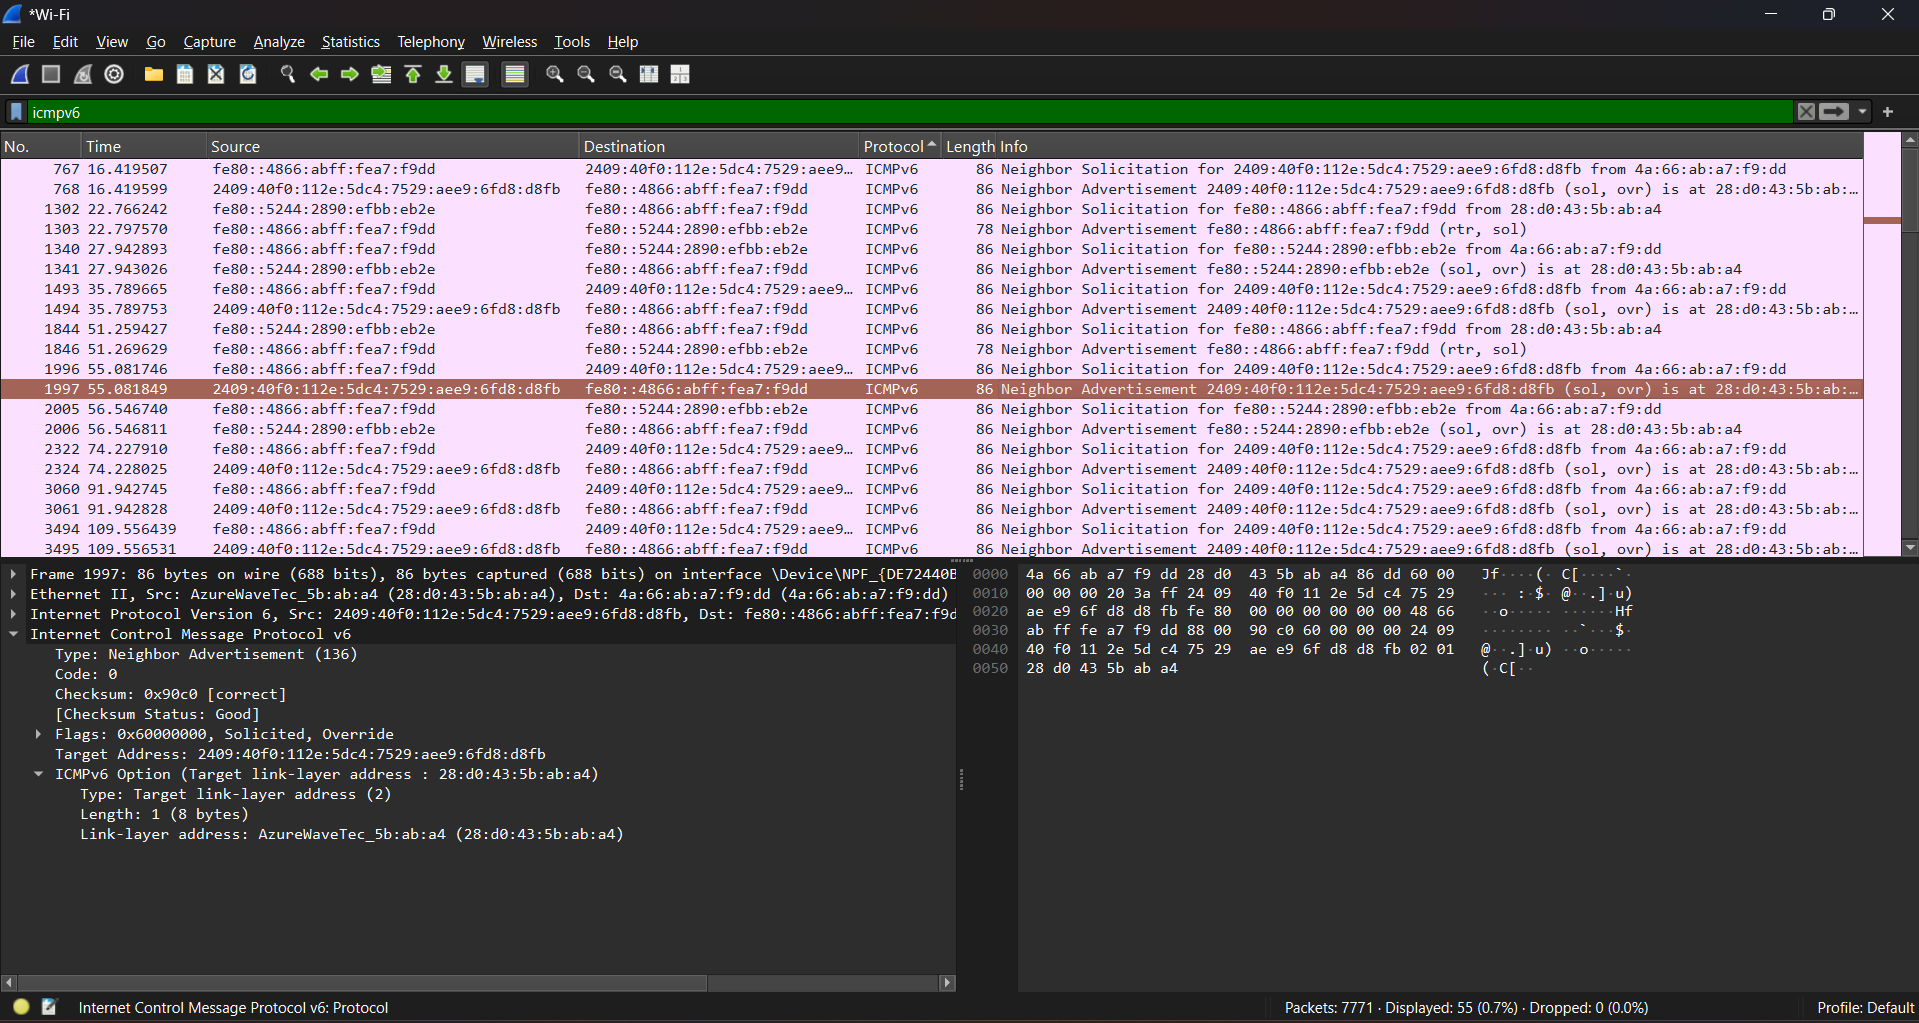 *Wi-Fi
File Edit View Go Capture Analyze Statistics Telephony Wireless Tools Help
icmpv6
No. Time Source Destination Protocol Length Info
767 16.419507 fe80::4866:abff:fea7:f9dd 2409:40f0:112e:5dc4:7529:aee9… ICMPv6 86 Neighbor Solicitation for 2409:40f0:112e:5dc4:7529:aee9:6fd8:d8fb from 4a:66:ab:a7:f9:dd
768 16.419599 2409:40f0:112e:5dc4:7529:aee9:6fd8:d8fb fe80::4866:abff:fea7:f9dd ICMPv6 86 Neighbor Advertisement 2409:40f0:112e:5dc4:7529:aee9:6fd8:d8fb (sol, ovr) is at 28:d0:43:5b:ab:…
1302 22.766242 fe80::5244:2890:efbb:eb2e fe80::4866:abff:fea7:f9dd ICMPv6 86 Neighbor Solicitation for fe80::4866:abff:fea7:f9dd from 28:d0:43:5b:ab:a4
1303 22.797570 fe80::4866:abff:fea7:f9dd fe80::5244:2890:efbb:eb2e ICMPv6 78 Neighbor Advertisement fe80::4866:abff:fea7:f9dd (rtr, sol)
1340 27.942893 fe80::4866:abff:fea7:f9dd fe80::5244:2890:efbb:eb2e ICMPv6 86 Neighbor Solicitation for fe80::5244:2890:efbb:eb2e from 4a:66:ab:a7:f9:dd
1341 27.943026 fe80::5244:2890:efbb:eb2e fe80::4866:abff:fea7:f9dd ICMPv6 86 Neighbor Advertisement fe80::5244:2890:efbb:eb2e (sol, ovr) is at 28:d0:43:5b:ab:a4
1493 35.789665 fe80::4866:abff:fea7:f9dd 2409:40f0:112e:5dc4:7529:aee9… ICMPv6 86 Neighbor Solicitation for 2409:40f0:112e:5dc4:7529:aee9:6fd8:d8fb from 4a:66:ab:a7:f9:dd
1494 35.789753 2409:40f0:112e:5dc4:7529:aee9:6fd8:d8fb fe80::4866:abff:fea7:f9dd ICMPv6 86 Neighbor Advertisement 2409:40f0:112e:5dc4:7529:aee9:6fd8:d8fb (sol, ovr) is at 28:d0:43:5b:ab:…
1844 51.259427 fe80::5244:2890:efbb:eb2e fe80::4866:abff:fea7:f9dd ICMPv6 86 Neighbor Solicitation for fe80::4866:abff:fea7:f9dd from 28:d0:43:5b:ab:a4
1846 51.269629 fe80::4866:abff:fea7:f9dd fe80::5244:2890:efbb:eb2e ICMPv6 78 Neighbor Advertisement fe80::4866:abff:fea7:f9dd (rtr, sol)
1996 55.081746 fe80::4866:abff:fea7:f9dd 2409:40f0:112e:5dc4:7529:aee9… ICMPv6 86 Neighbor Solicitation for 2409:40f0:112e:5dc4:7529:aee9:6fd8:d8fb from 4a:66:ab:a7:f9:dd
1997 55.081849 2409:40f0:112e:5dc4:7529:aee9:6fd8:d8fb fe80::4866:abff:fea7:f9dd ICMPv6 86 Neighbor Advertisement 2409:40f0:112e:5dc4:7529:aee9:6fd8:d8fb (sol, ovr) is at 28:d0:43:5b:ab:…
2005 56.546740 fe80::4866:abff:fea7:f9dd fe80::5244:2890:efbb:eb2e ICMPv6 86 Neighbor Solicitation for fe80::5244:2890:efbb:eb2e from 4a:66:ab:a7:f9:dd
2006 56.546811 fe80::5244:2890:efbb:eb2e fe80::4866:abff:fea7:f9dd ICMPv6 86 Neighbor Advertisement fe80::5244:2890:efbb:eb2e (sol, ovr) is at 28:d0:43:5b:ab:a4
2322 74.227910 fe80::4866:abff:fea7:f9dd 2409:40f0:112e:5dc4:7529:aee9… ICMPv6 86 Neighbor Solicitation for 2409:40f0:112e:5dc4:7529:aee9:6fd8:d8fb from 4a:66:ab:a7:f9:dd
2324 74.228025 2409:40f0:112e:5dc4:7529:aee9:6fd8:d8fb fe80::4866:abff:fea7:f9dd ICMPv6 86 Neighbor Advertisement 2409:40f0:112e:5dc4:7529:aee9:6fd8:d8fb (sol, ovr) is at 28:d0:43:5b:ab:…
3060 91.942745 fe80::4866:abff:fea7:f9dd 2409:40f0:112e:5dc4:7529:aee9… ICMPv6 86 Neighbor Solicitation for 2409:40f0:112e:5dc4:7529:aee9:6fd8:d8fb from 4a:66:ab:a7:f9:dd
3061 91.942828 2409:40f0:112e:5dc4:7529:aee9:6fd8:d8fb fe80::4866:abff:fea7:f9dd ICMPv6 86 Neighbor Advertisement 2409:40f0:112e:5dc4:7529:aee9:6fd8:d8fb (sol, ovr) is at 28:d0:43:5b:ab:…
3494 109.556439 fe80::4866:abff:fea7:f9dd 2409:40f0:112e:5dc4:7529:aee9… ICMPv6 86 Neighbor Solicitation for 2409:40f0:112e:5dc4:7529:aee9:6fd8:d8fb from 4a:66:ab:a7:f9:dd
3495 109.556531 2409:40f0:112e:5dc4:7529:aee9:6fd8:d8fb fe80::4866:abff:fea7:f9dd ICMPv6 86 Neighbor Advertisement 2409:40f0:112e:5dc4:7529:aee9:6fd8:d8fb (sol, ovr) is at 28:d0:43:5b:ab:…
Frame 1997: 86 bytes on wire (688 bits), 86 bytes captured (688 bits) on interface \Device\NPF_{DE72440B
Ethernet II, Src: AzureWaveTec_5b:ab:a4 (28:d0:43:5b:ab:a4), Dst: 4a:66:ab:a7:f9:dd (4a:66:ab:a7:f9:dd)
Internet Protocol Version 6, Src: 2409:40f0:112e:5dc4:7529:aee9:6fd8:d8fb, Dst: fe80::4866:abff:fea7:f9d
Internet Control Message Protocol v6
Type: Neighbor Advertisement (136)
Code: 0
Checksum: 0x90c0 [correct]
[Checksum Status: Good]
Flags: 0x60000000, Solicited, Override
Target Address: 2409:40f0:112e:5dc4:7529:aee9:6fd8:d8fb
ICMPv6 Option (Target link-layer address : 28:d0:43:5b:ab:a4)
Type: Target link-layer address (2)
Length: 1 (8 bytes)
Link-layer address: AzureWaveTec_5b:ab:a4 (28:d0:43:5b:ab:a4)
0000 4a 66 ab a7 f9 dd 28 d0 43 5b ab a4 86 dd 60 00 Jf····(· C[····`·
0010 00 00 00 20 3a ff 24 09 40 f0 11 2e 5d c4 75 29 ··· :·$· @··.]·u)
0020 ae e9 6f d8 d8 fb fe 80 00 00 00 00 00 00 48 66 ··o····· ······Hf
0030 ab ff fe a7 f9 dd 88 00 90 c0 60 00 00 00 24 09 ········ ··`···$·
0040 40 f0 11 2e 5d c4 75 29 ae e9 6f d8 d8 fb 02 01 @··.]·u) ··o·····
0050 28 d0 43 5b ab a4 (·C[··
Internet Control Message Protocol v6: Protocol
Packets: 7771 · Displayed: 55 (0.7%) · Dropped: 0 (0.0%)
Profile: Default